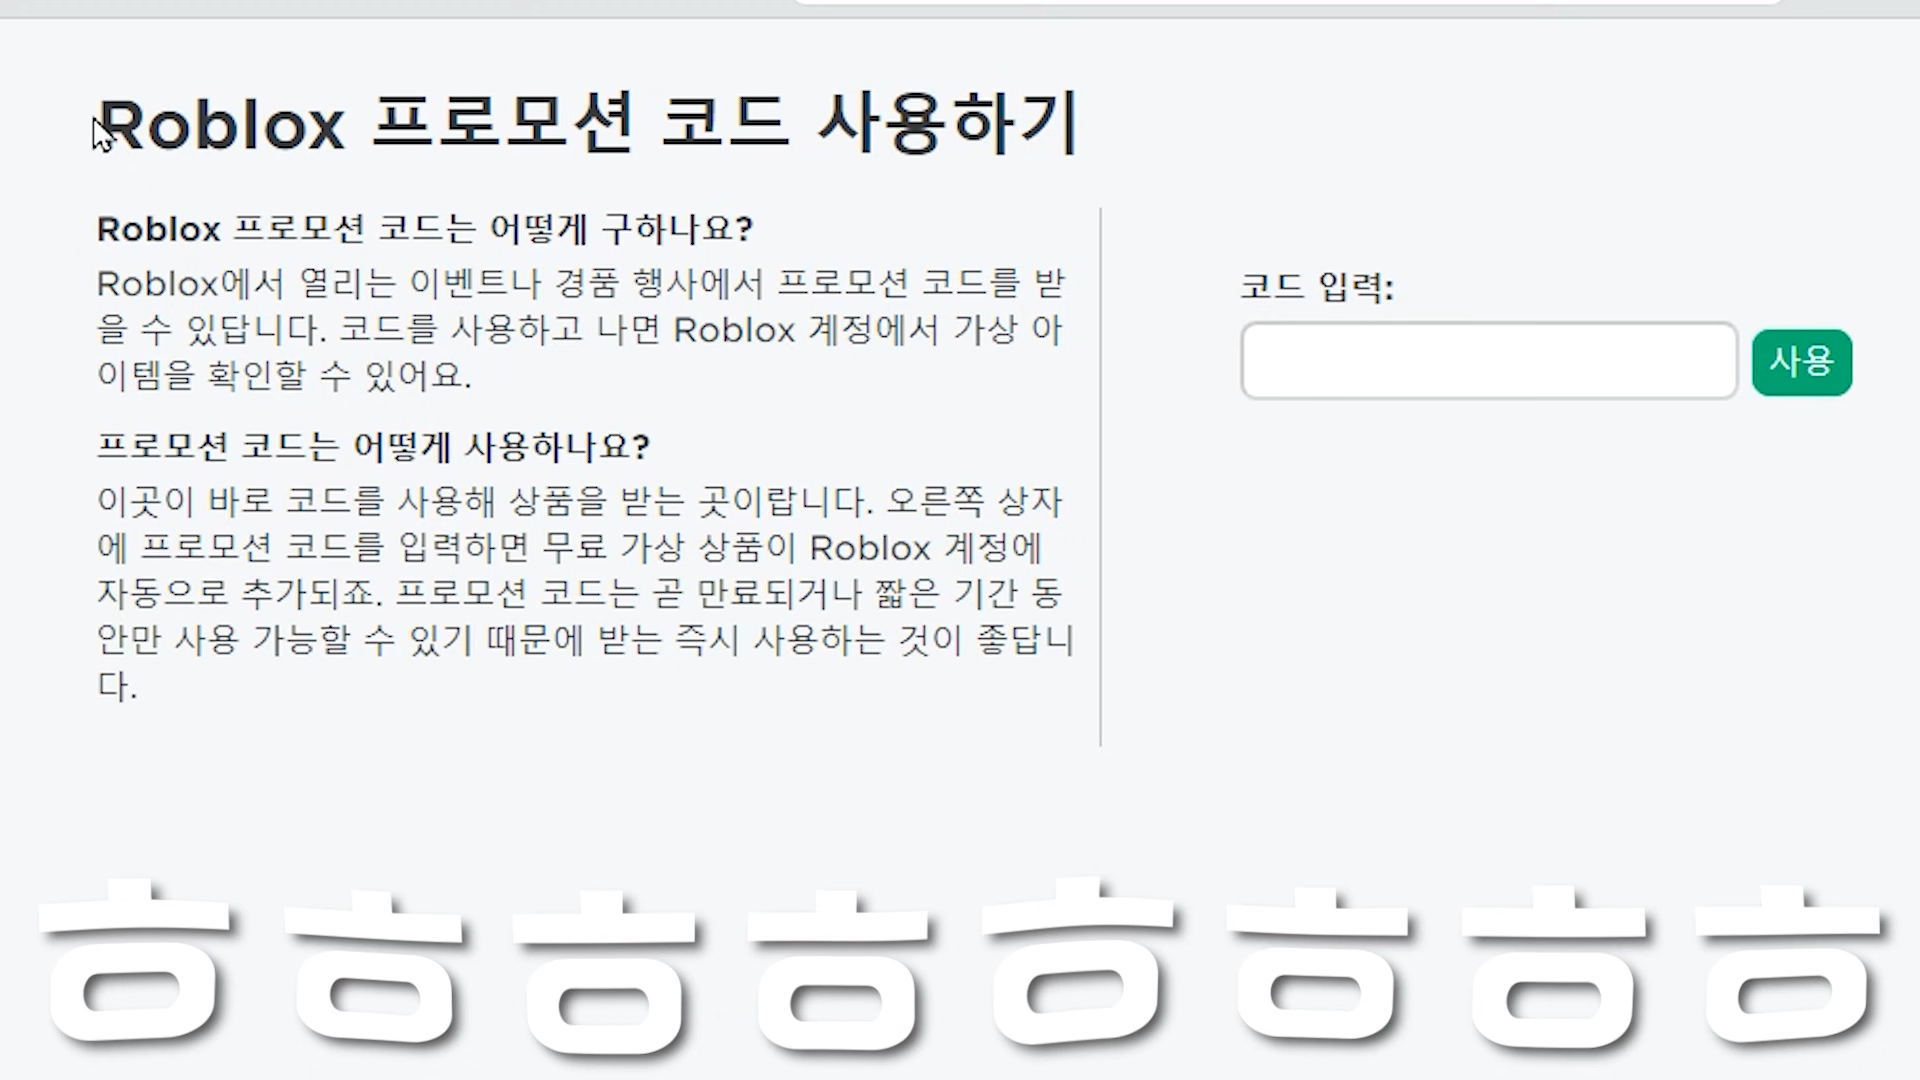 Roblox 프로모션 코드 사용하기
Roblox 프로모션 코드는 어떻게 구하나요?
Roblox에서 열리는 이벤트나 경품 행사에서 프로모션 코드를 받
을 수 있답니다. 코드를 사용하고 나면 Roblox 계정에서 가상 아
이템을 확인할 수 있어요.
프로모션 코드는 어떻게 사용하나요?
이곳이 바로 코드를 사용해 상품을 받는 곳이랍니다. 오른쪽 상자
에 프로모션 코드를 입력하면 무료 가상 상품이 Roblox 계정에
자동으로 추가되죠. 프로모션 코드는 곧 만료되거나 짧은 기간 동
안만 사용 가능할 수 있기 때문에 받는 즉시 사용하는 것이 좋답니
다.
코드 입력:
사용
ㅎㅎㅎㅎㅎㅎㅎㅎ